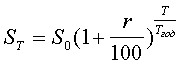 S_T = S_0(1 + r/100)^(T/T_год)